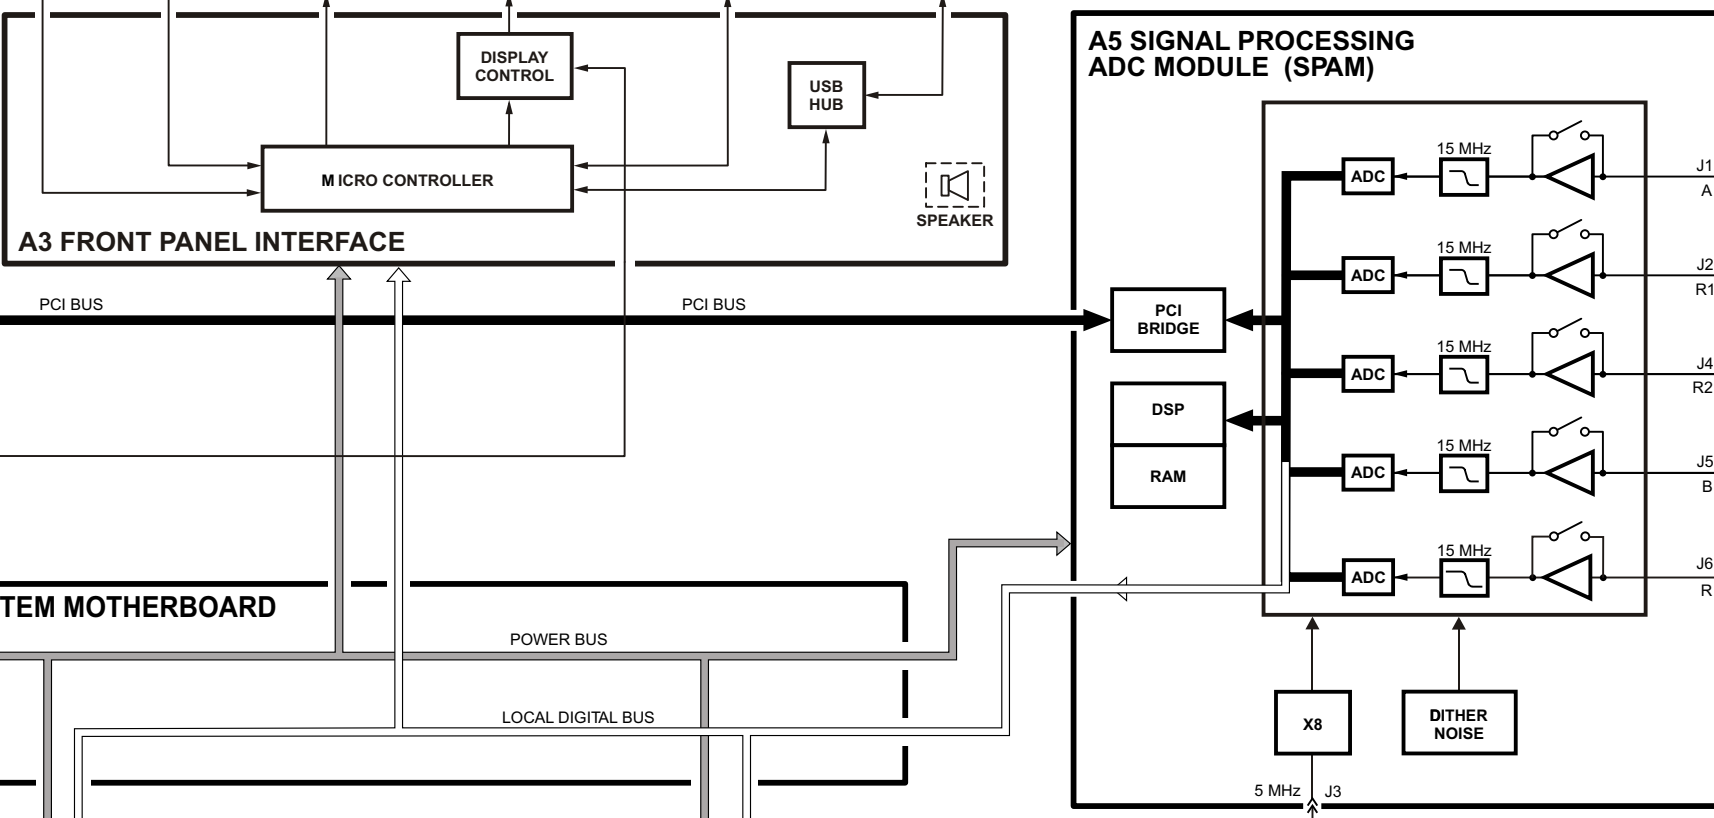 DISPLAY
CONTROL
USB
HUB
MICRO CONTROLLER
SPEAKER
A3 FRONT PANEL INTERFACE
PCI BUS
PCI BUS
TEM MOTHERBOARD
POWER BUS
LOCAL DIGITAL BUS
A5 SIGNAL PROCESSING
ADC MODULE (SPAM)
15 MHz
ADC
J1
A
15 MHz
ADC
J2
R1
PCI
BRIDGE
15 MHz
ADC
J4
R2
DSP
RAM
15 MHz
ADC
J5
B
15 MHz
ADC
J6
R
X8
DITHER
NOISE
5 MHz
J3